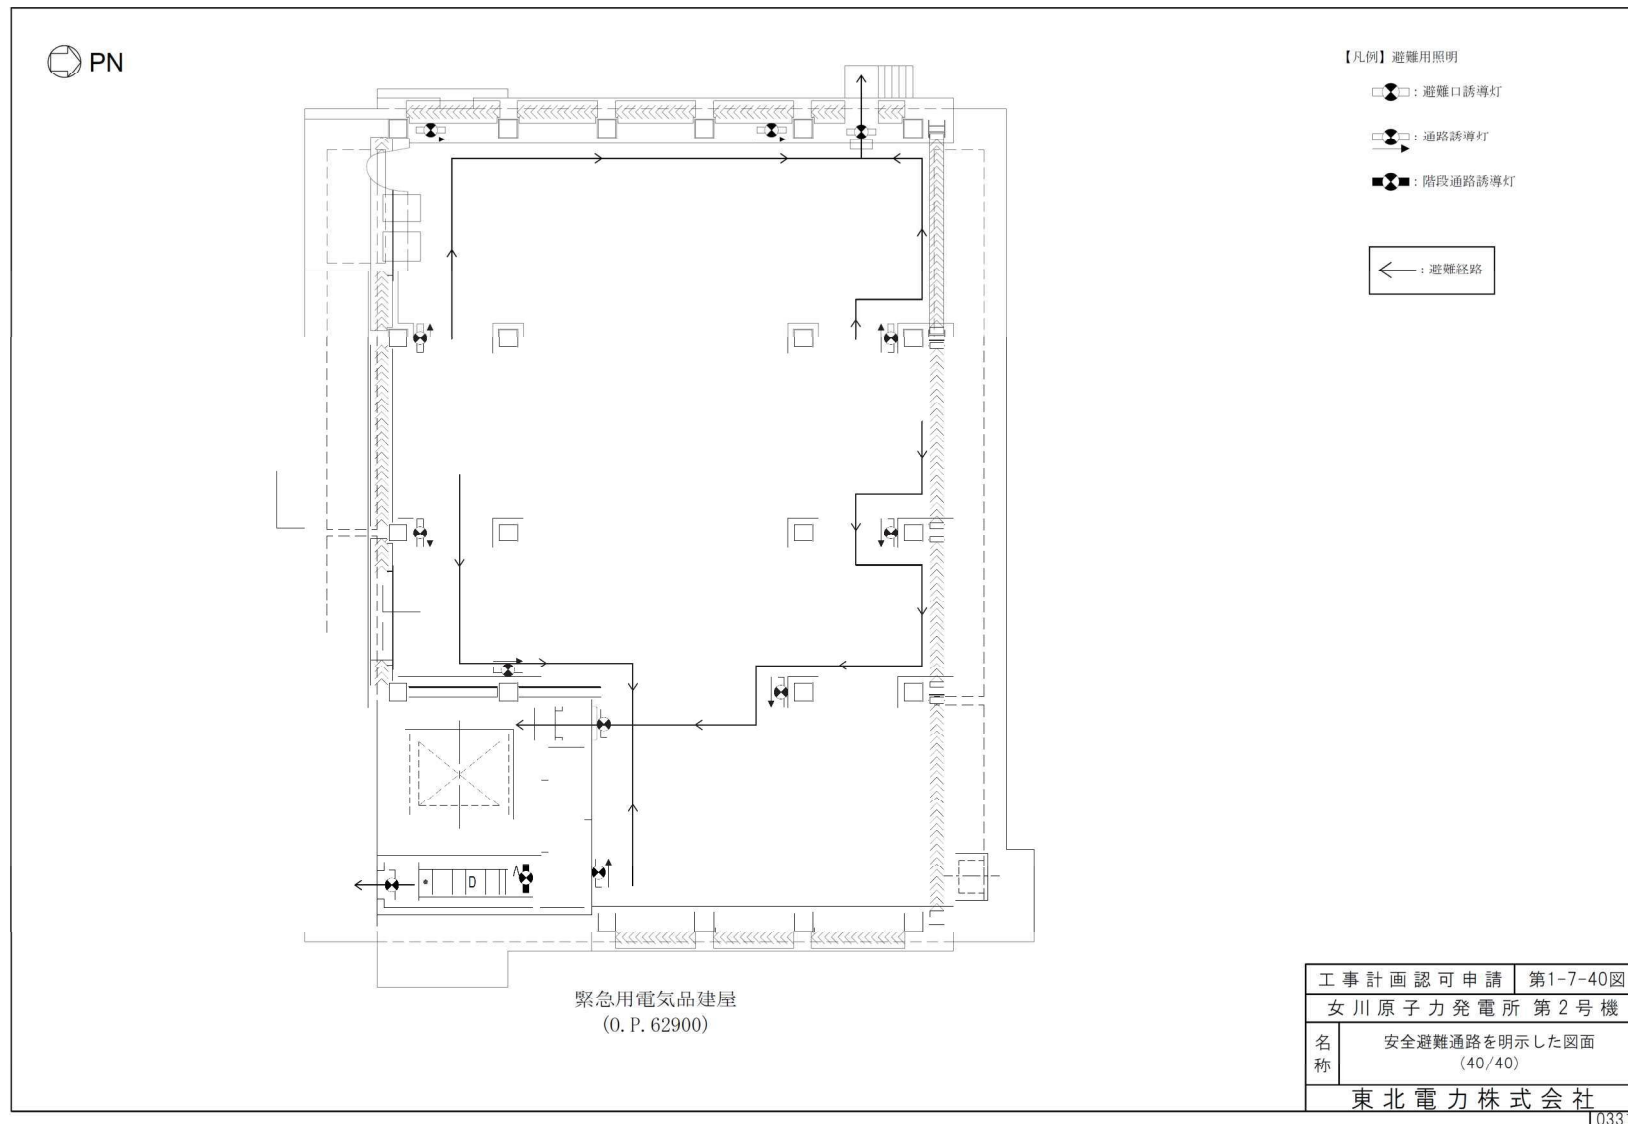 PN
【凡例】避難用照明
：避難口誘導灯
：通路誘導灯
：階段通路誘導灯
：避難経路
D
緊急用電気品建屋
(O.P.62900)
工事計画認可申請 第1-7-40図
女川原子力発電所 第2号機
名称 安全避難通路を明示した図面
(40/40)
東北電力株式会社